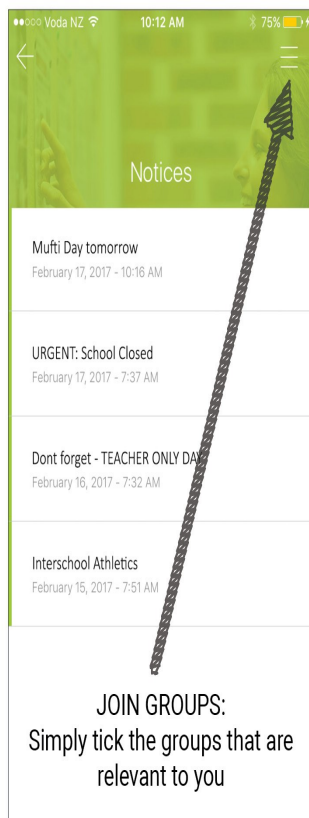 Voda NZ 10:12 AM 75%
Notices
Mufti Day tomorrow
February 17, 2017 - 10:16 AM
URGENT: School Closed
February 17, 2017 - 7:37 AM
Dont forget - TEACHER ONLY DAY
February 16, 2017 - 7:32 AM
Interschool Athletics
February 15, 2017 - 7:51 AM
JOIN GROUPS:
Simply tick the groups that are
relevant to you